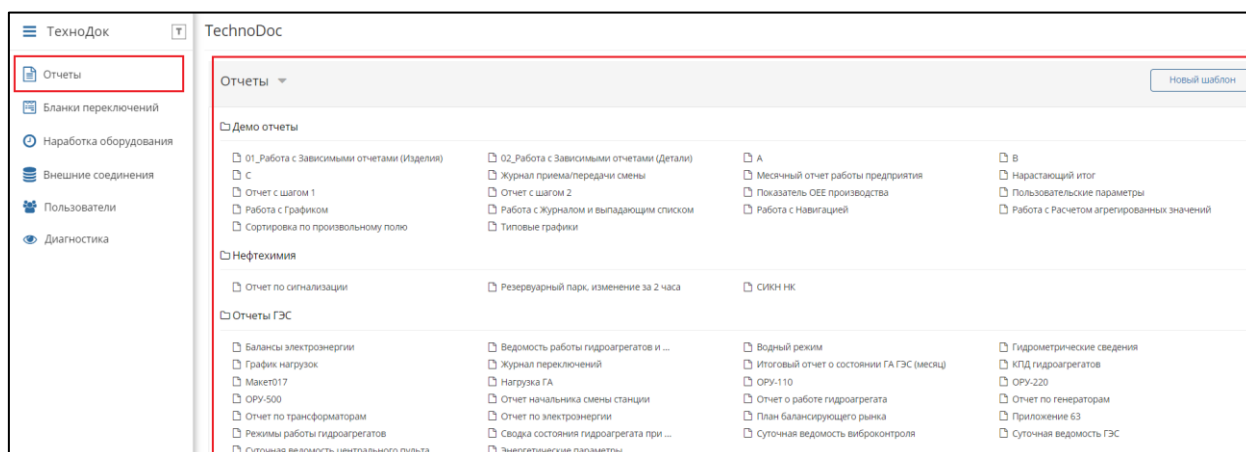 ТехноДок T TechnoDoc
Отчеты
Бланки переключений
Наработка оборудования
Внешние соединения
Пользователи
Диагностика
Отчеты Новый шаблон
Демо отчеты
01_Работа с Зависимыми отчетами (Изделия) 02_Работа с Зависимыми отчетами (Детали) A B
C Журнал приема/передачи смены Месячный отчет работы предприятия Нарастающий итог
Отчет с шагом 1 Отчет с шагом 2 Показатель OEE производства Пользовательские параметры
Работа с Графиком Работа с Журналом и выпадающим списком Работа с Навигацией Работа с Расчетом агрегированных значений
Сортировка по произвольному полю Типовые графики
Нефтехимия
Отчет по сигнализации Резервуарный парк, изменение за 2 часа СИКН НК
Отчеты ГЭС
Балансы электроэнергии Ведомость работы гидроагрегатов и ... Водный режим Гидрометрические сведения
График нагрузок Журнал переключений Итоговый отчет о состоянии ГА ГЭС (месяц) КПД гидроагрегатов
Макет017 Нагрузка ГА ОРУ-110 ОРУ-220
ОРУ-500 Отчет начальника смены станции Отчет о работе гидроагрегата Отчет по генераторам
Отчет по трансформаторам Отчет по электроэнергии План балансирующего рынка Приложение 63
Режимы работы гидроагрегатов Сводка состояния гидроагрегата при ... Суточная ведомость виброконтроля Суточная ведомость ГЭС
Суточная ведомость центрального пульта Энергетические параметры